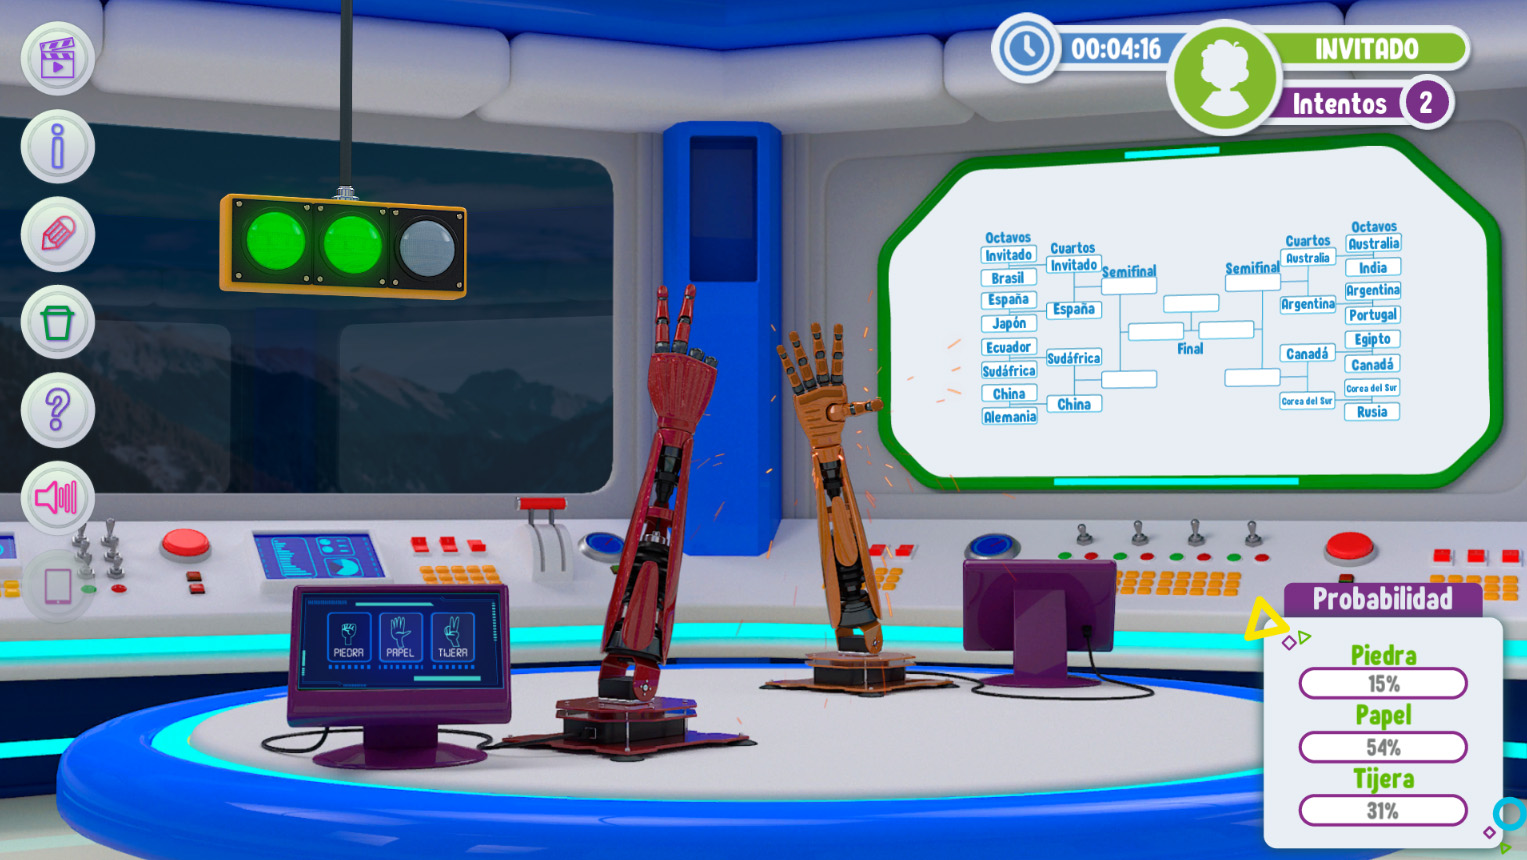 00:04:16
INVITADO
Intentos 2
Octavos
Invitado
Brasil
España
Japón
Ecuador
Sudáfrica
China
Alemania
Cuartos
Invitado
España
Sudáfrica
China
Semifinal
Final
Semifinal
Cuartos
Australia
Argentina
Canadá
Corea del Sur
Octavos
Australia
India
Argentina
Portugal
Egipto
Canadá
Corea del Sur
Rusia
PIEDRA
PAPEL
TIJERA
Probabilidad
Piedra
15%
Papel
54%
Tijera
31%